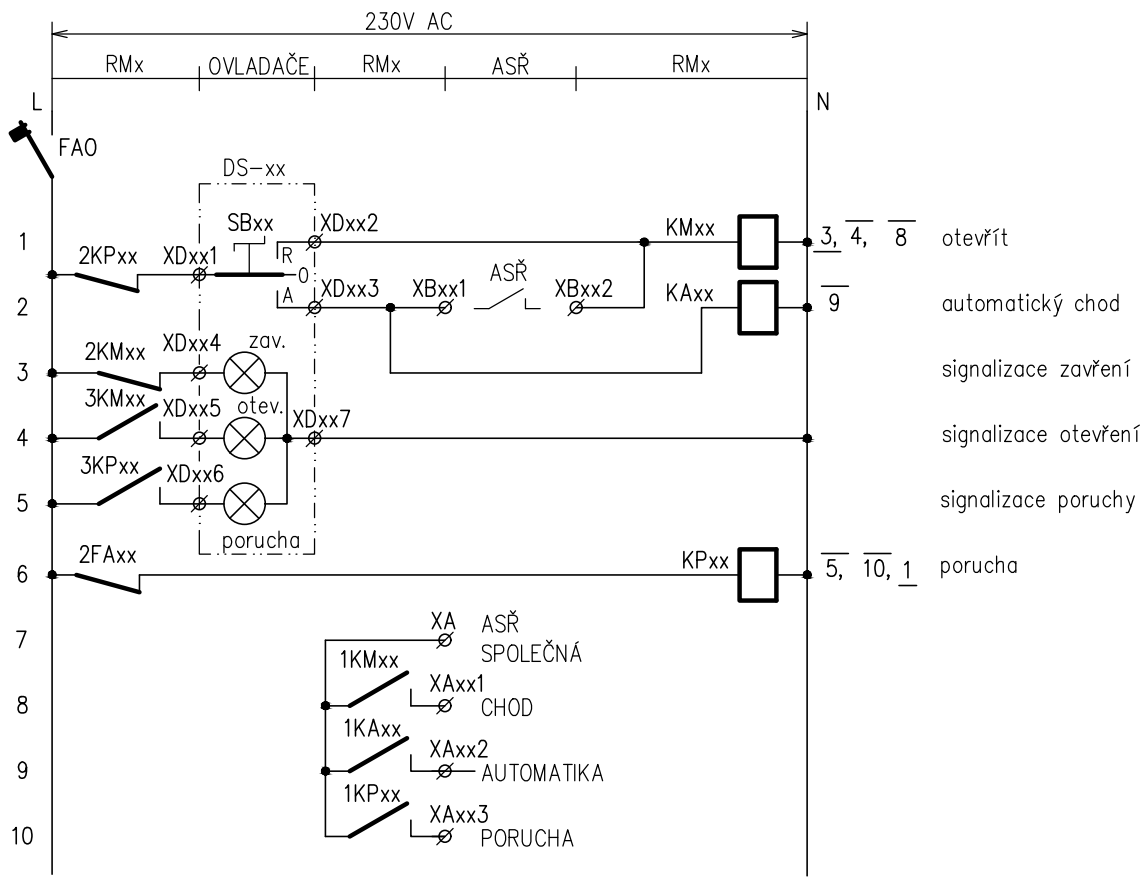 230V AC
RMx OVLADAČE RMx ASŘ RMx
L N
FA0
DS-xx
SBxx XDxx2 KMxx
1 R 3, 4, 8 otevřít
2KPxx XDxx1 0 ASŘ
A XDxx3 XBxx1 XBxx2 KAxx
2 9 automatický chod
2KMxx XDxx4 zav.
3 signalizace zavření
3KMxx XDxx5 otev. XDxx7
4 signalizace otevření
3KPxx XDxx6
5 signalizace poruchy
porucha
2FAxx KPxx
6 5, 10, 1 porucha
7 XA ASŘ
SPOLEČNÁ
1KMxx XAxx1
8 CHOD
1KAxx XAxx2
9 AUTOMATIKA
1KPxx XAxx3
10 PORUCHA